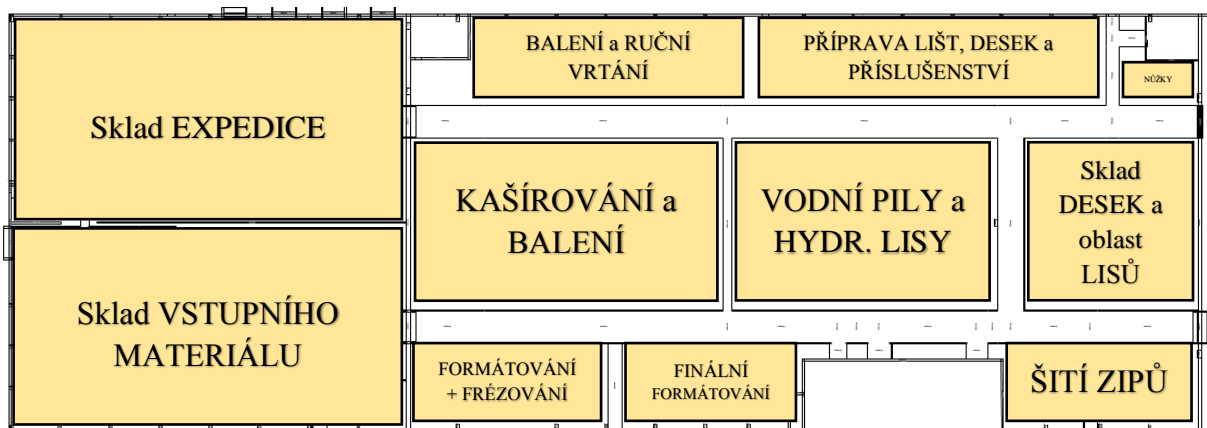 BALENÍ a RUČNÍ
VRTÁNÍ
PŘÍPRAVA LIŠT, DESEK a
PŘÍSLUŠENSTVÍ
NŮŽKY
Sklad EXPEDICE
KAŠÍROVÁNÍ a
BALENÍ
VODNÍ PILY a
HYDR. LISY
Sklad
DESEK a
oblast
LISŮ
Sklad VSTUPNÍHO
MATERIÁLU
FORMÁTOVÁNÍ
+ FRÉZOVÁNÍ
FINÁLNÍ
FORMÁTOVÁNÍ
ŠITÍ ZIPŮ